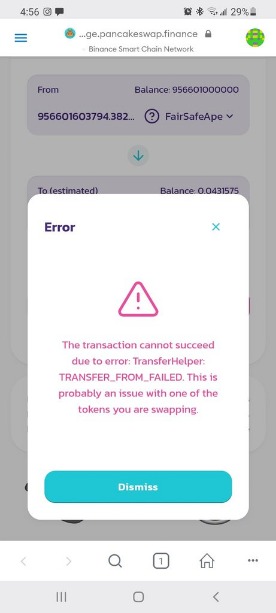 4:56 29%
...ge.pancakeswap.finance
Binance Smart Chain Network
From Balance: 956601000000
956601603794.382... ? FairSafeApe
To (estimated) Balance: 0.0431575
Error
The transaction cannot succeed
due to error: TransferHelper:
TRANSFER_FROM_FAILED. This is
probably an issue with one of the
tokens you are swapping.
Dismiss
1